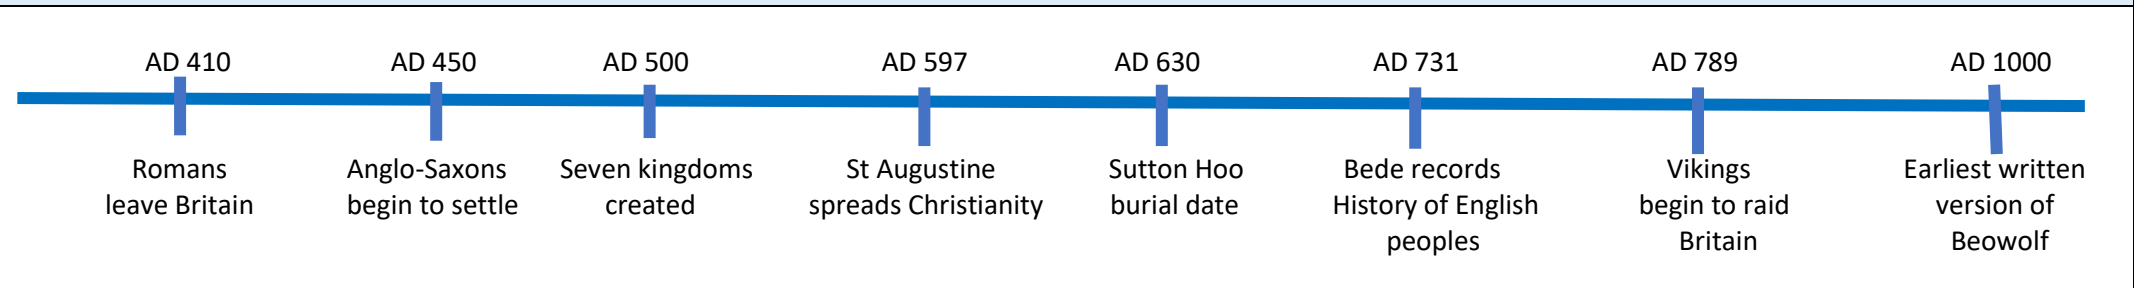 AD 410
AD 450
AD 500
AD 597
AD 630
AD 731
AD 789
AD 1000
Romans
leave Britain
Anglo-Saxons
begin to settle
Seven kingdoms
created
St Augustine
spreads Christianity
Sutton Hoo
burial date
Bede records
History of English
peoples
Vikings
begin to raid
Britain
Earliest written
version of
Beowolf